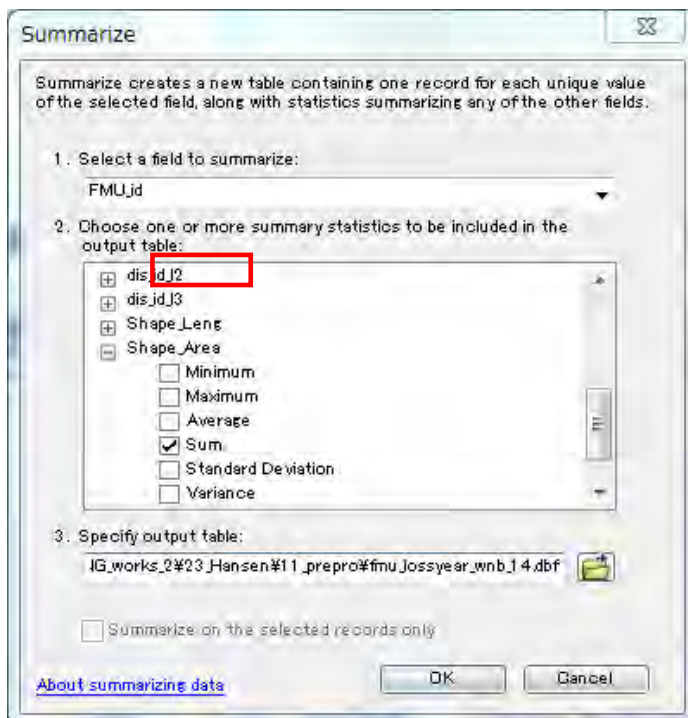 Summarize
Summarize creates a new table containing one record for each unique value
of the selected field, along with statistics summarizing any of the other fields.
1. Select a field to summarize:
FMU_id
2. Choose one or more summary statistics to be included in the
output table:
dis_id_l2
dis_id_l3
Shape_Leng
Shape_Area
Minimum
Maximum
Average
Sum
Standard Deviation
Variance
3. Specify output table:
IG_works_2¥23_Hansen¥11_prepro¥fmu_lossyear_wnb_14.dbf
Summarize on the selected records only
About summarizing data
OK
Cancel